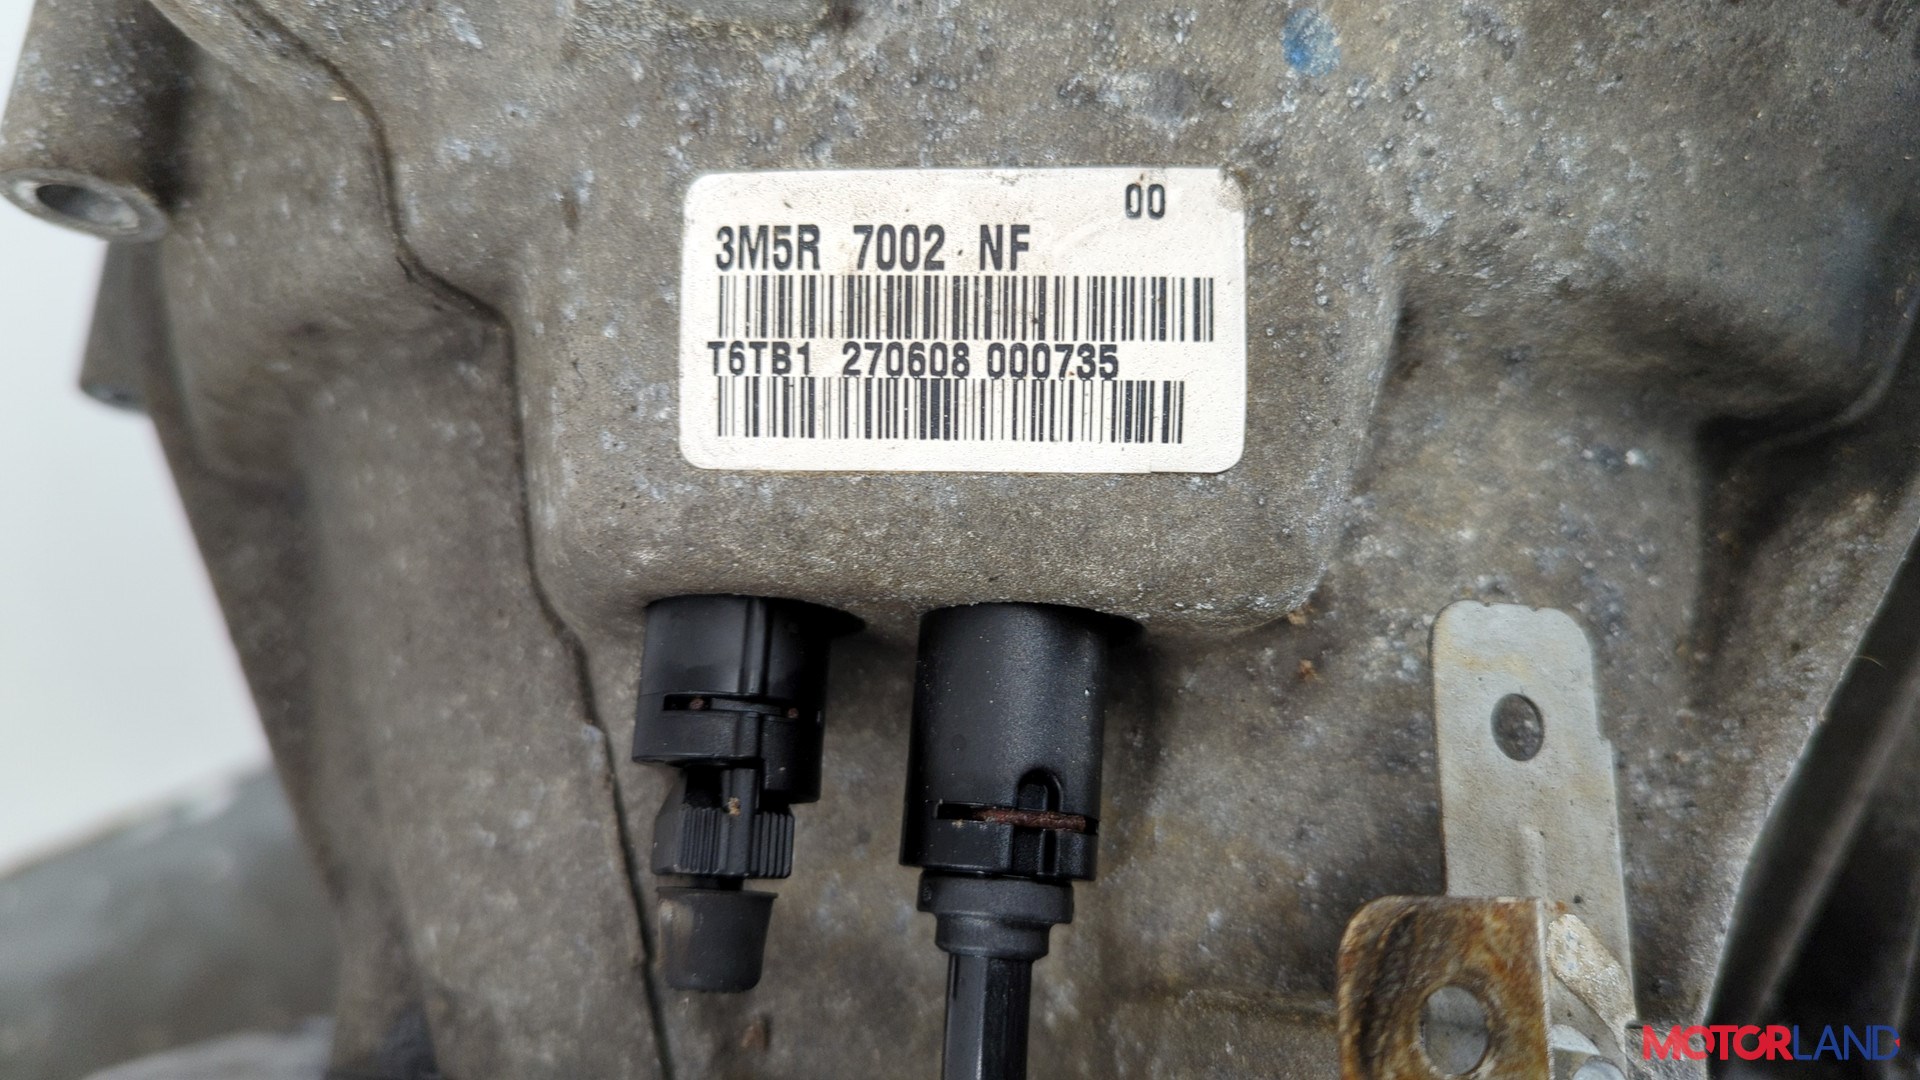 00
3M5R 7002 NF
T6TB1 270608 000735
MOTORLAND